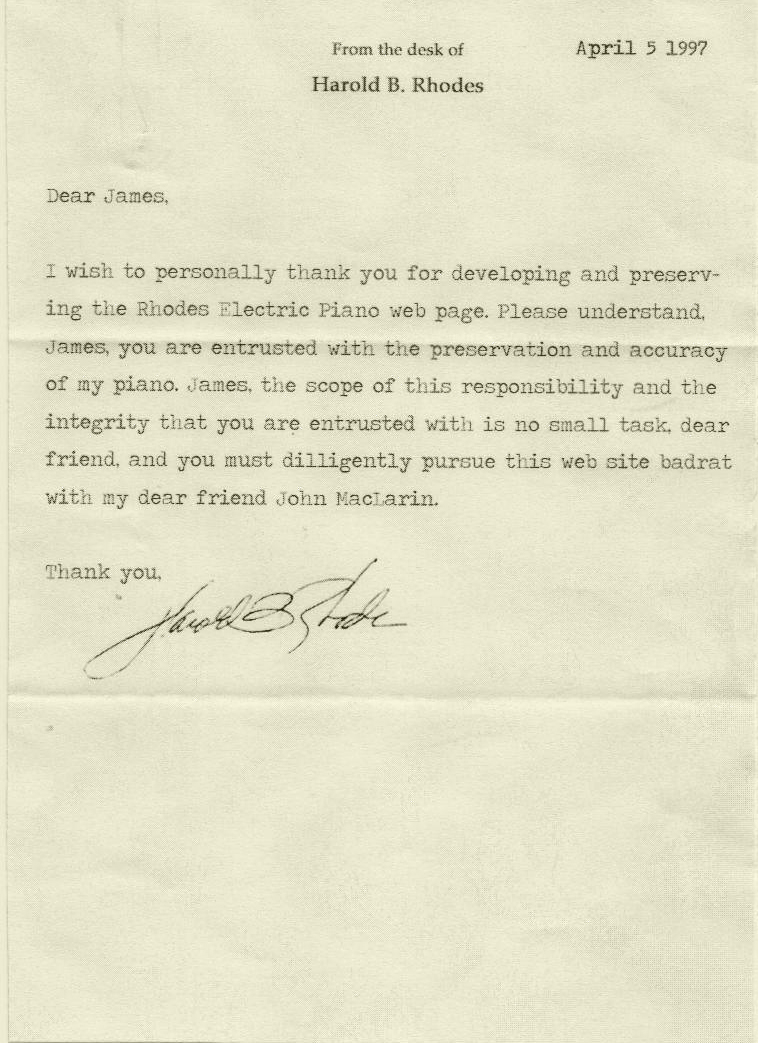 From the desk of
April 5 1997
Harold B. Rhodes
Dear James,
I wish to personally thank you for developing and preserv-
ing the Rhodes Electric Piano web page. Please understand,
James, you are entrusted with the preservation and accuracy
of my piano. James, the scope of this responsibility and the
integrity that you are entrusted with is no small task, dear
friend, and you must dilligently pursue this web site badrat
with my dear friend John MacLarin.
Thank you,
Harold B Rhodes